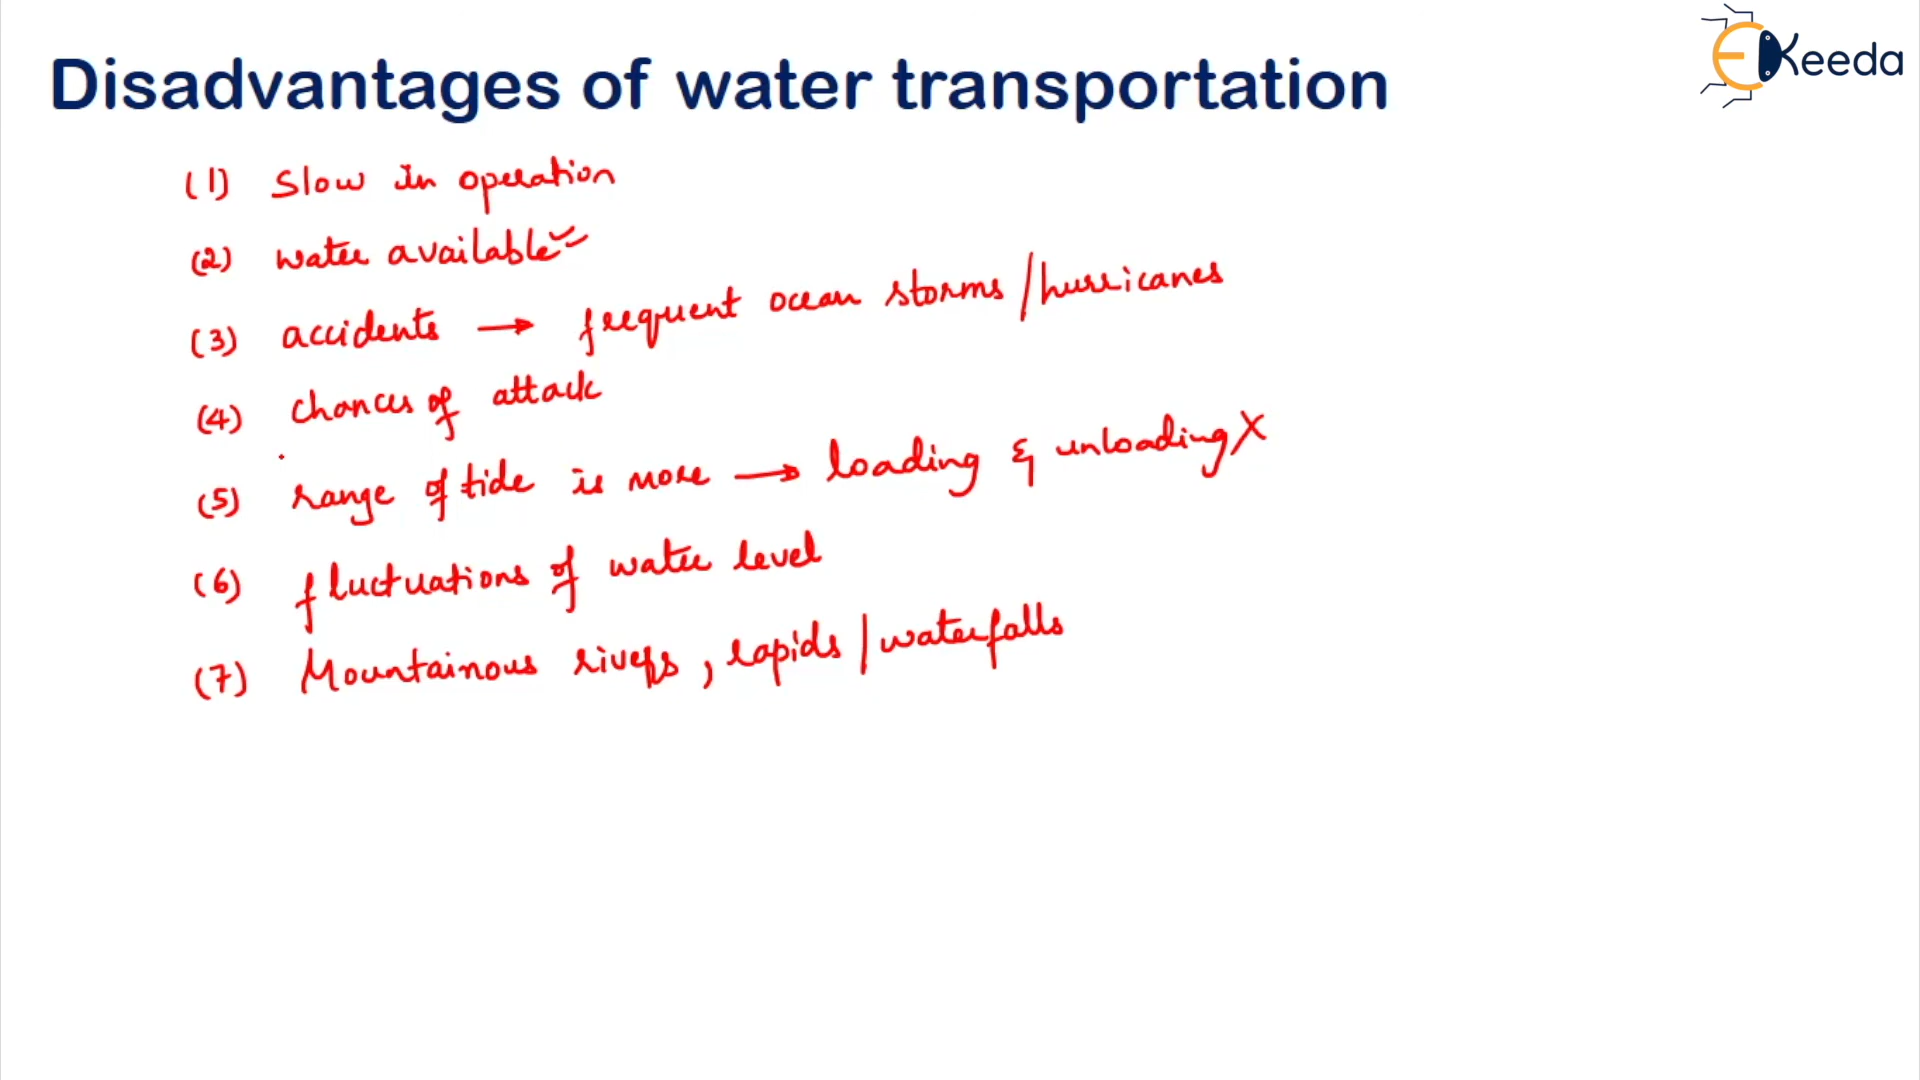 EKeeda
Disadvantages of water transportation
(1) Slow in operation
(2) water available
(3) accidents → frequent ocean storms / hurricanes
(4) chances of attack
(5) range of tide is more → loading & unloading X
(6) fluctuations of water level
(7) Mountainous rivers, rapids / waterfalls